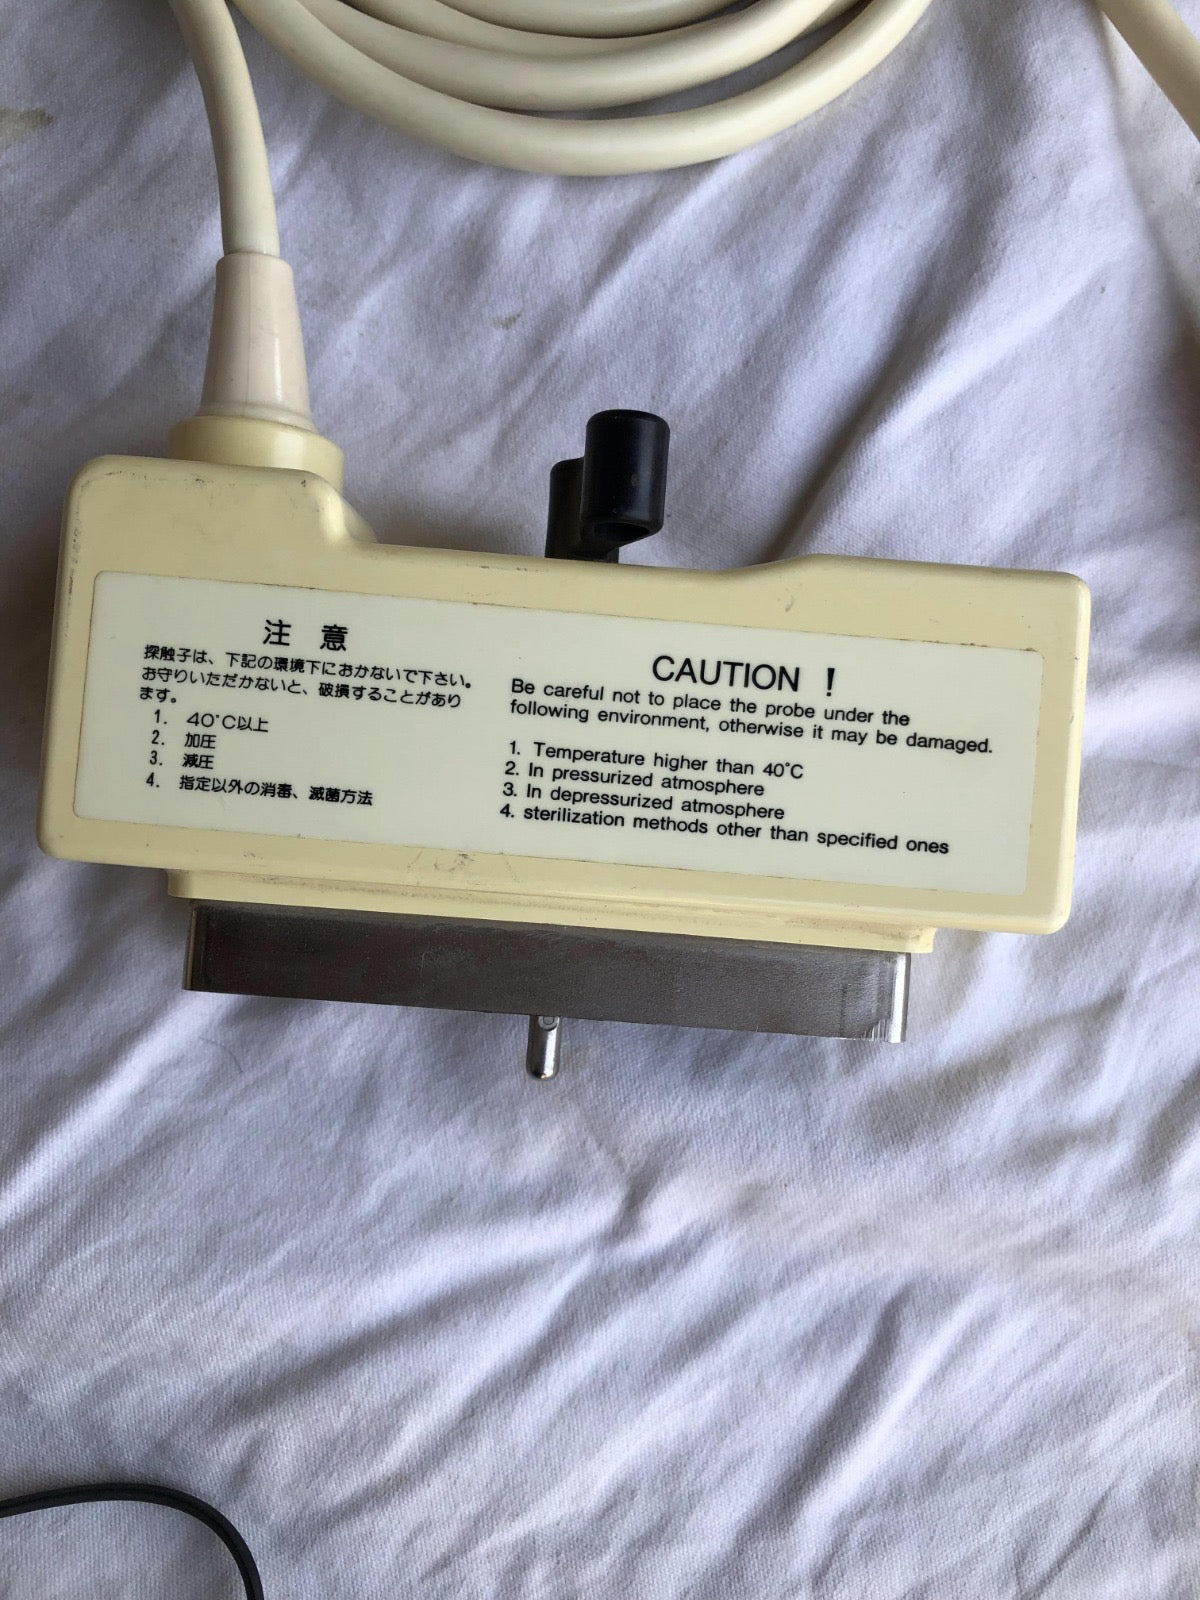 注 意
探触子は、下記の環境下におかないで下さい。
お守りいただかないと、破損することがあり
ます。
1. 40°C以上
2. 加圧
3. 減圧
4. 指定以外の消毒、滅菌方法
CAUTION !
Be careful not to place the probe under the
following environment, otherwise it may be damaged.
1. Temperature higher than 40°C
2. In pressurized atmosphere
3. In depressurized atmosphere
4. sterilization methods other than specified ones